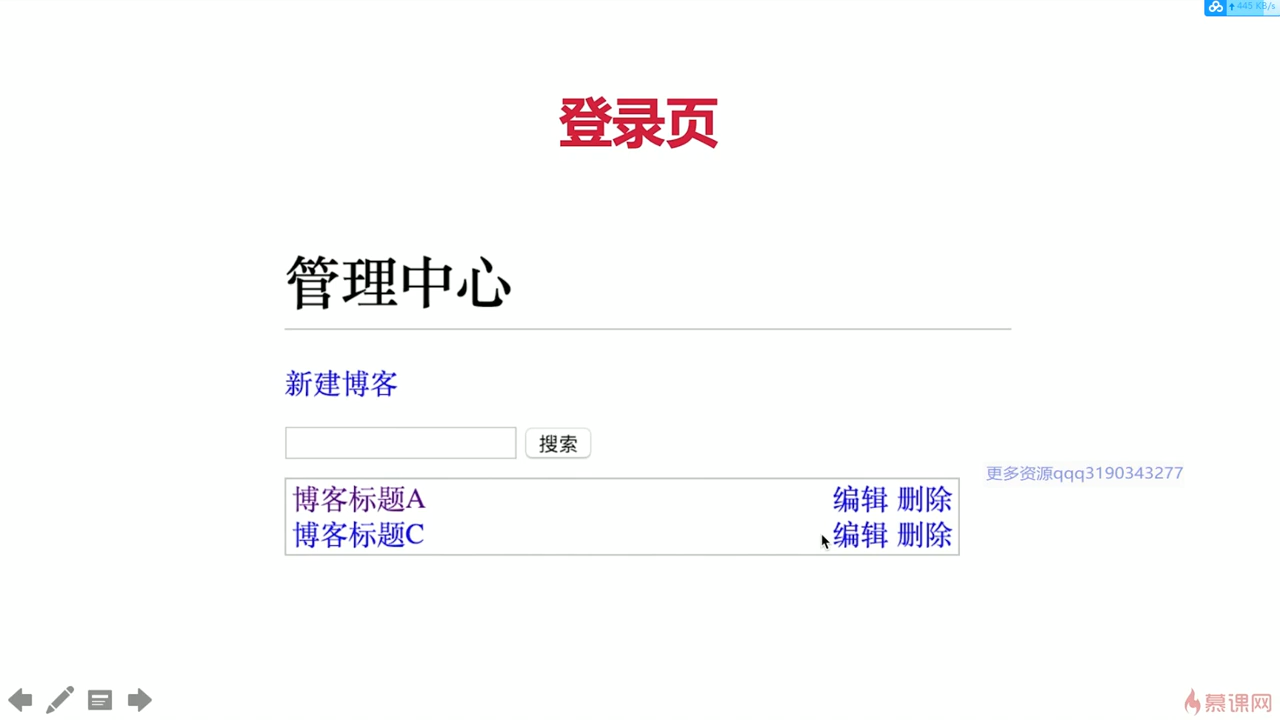 445 KB/s
登录页
管理中心
新建博客
搜索
更多资源qqq3190343277
博客标题A 编辑 删除
博客标题C 编辑 删除
慕课网